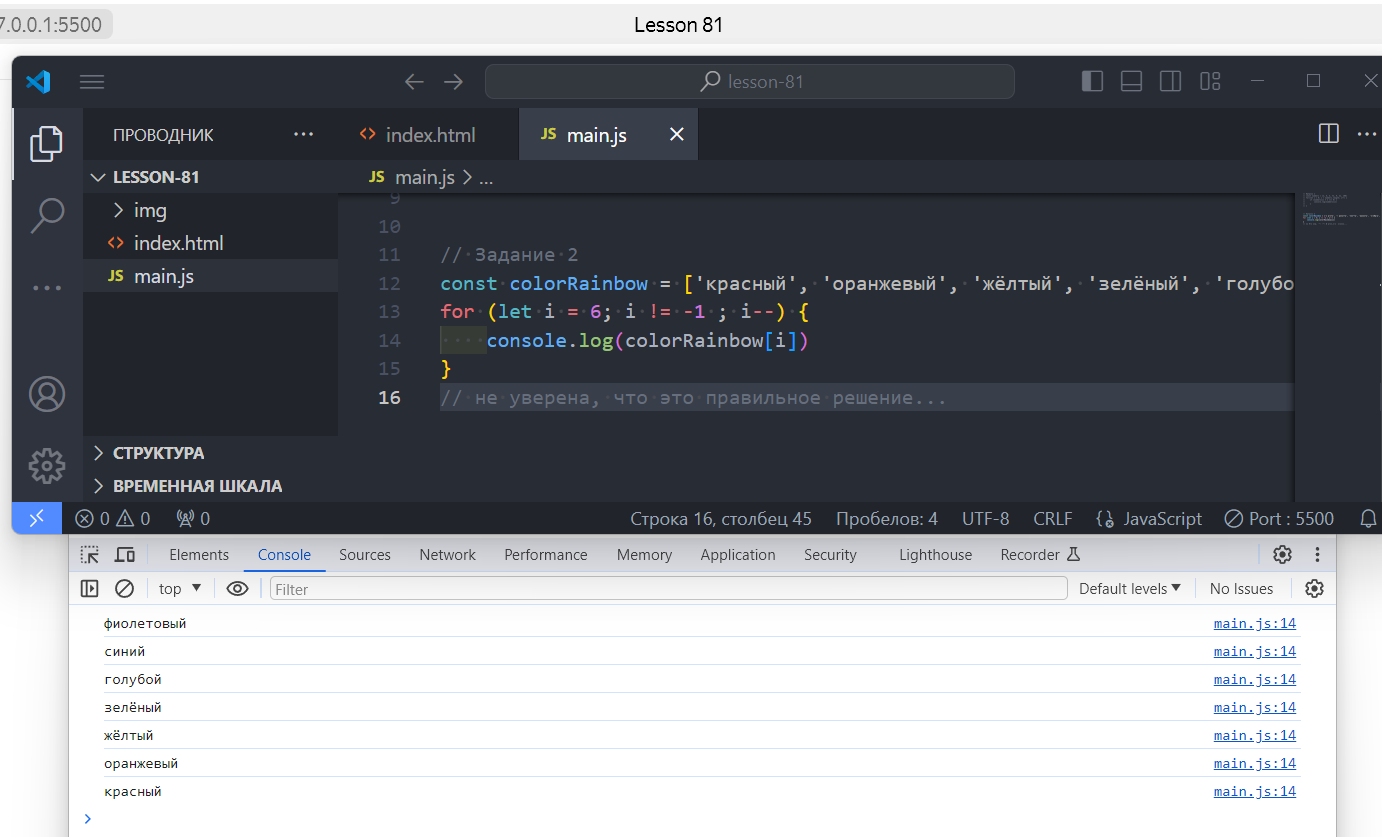 7.0.0.1:5500
Lesson 81
lesson-81
ПРОВОДНИК ...
index.html
JS main.js
LESSON-81
JS main.js > ...
img
index.html
JS main.js
9
10
11 // Задание 2
12 const colorRainbow = ['красный', 'оранжевый', 'жёлтый', 'зелёный', 'голубо
13 for (let i = 6; i != -1 ; i--) {
14 console.log(colorRainbow[i])
15 }
16 // не уверена, что это правильное решение...
СТРУКТУРА
ВРЕМЕННАЯ ШКАЛА
0 0 0 Строка 16, столбец 45 Пробелов: 4 UTF-8 CRLF JavaScript Port : 5500
Elements Console Sources Network Performance Memory Application Security Lighthouse Recorder
top Filter Default levels No Issues
фиолетовый main.js:14
синий main.js:14
голубой main.js:14
зелёный main.js:14
жёлтый main.js:14
оранжевый main.js:14
красный main.js:14